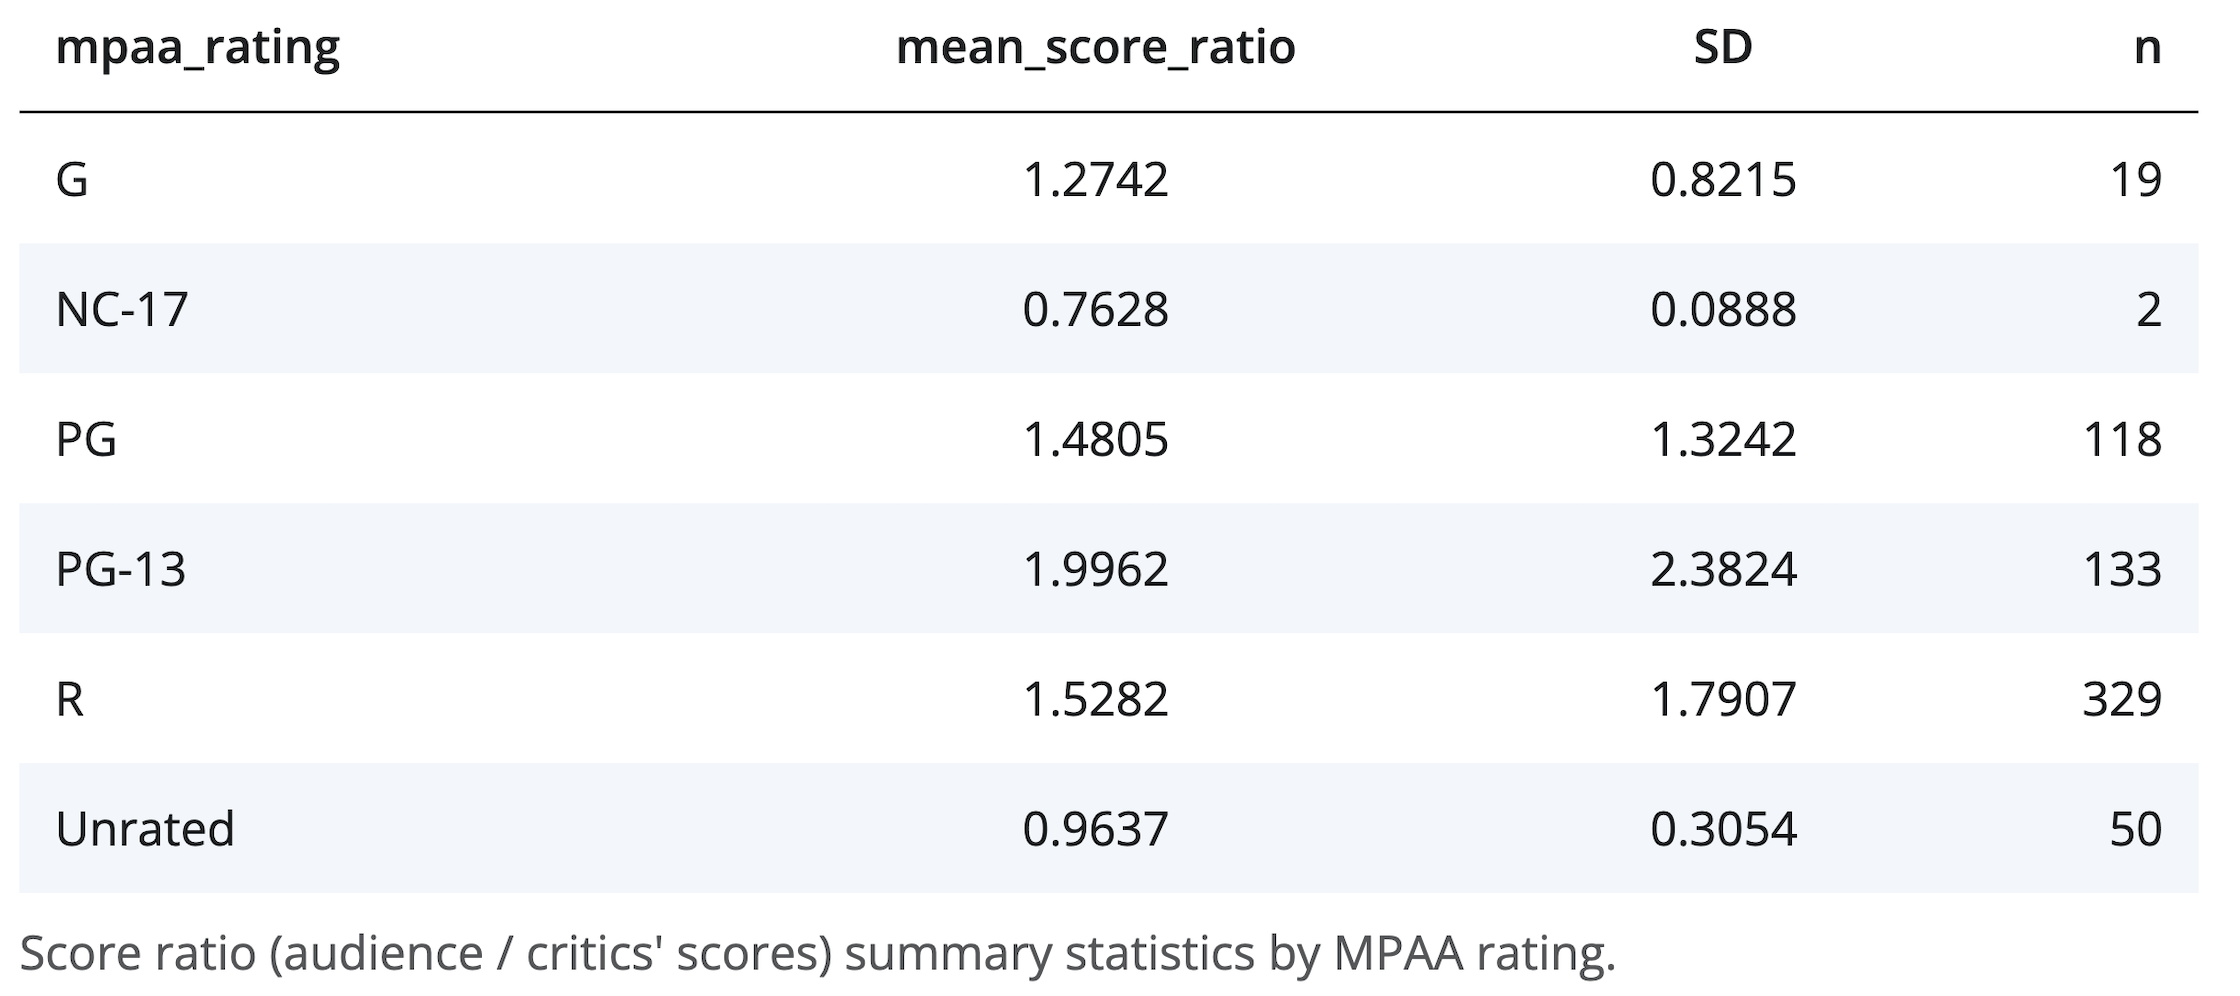 mpaa_rating mean_score_ratio SD n
G 1.2742 0.8215 19
NC-17 0.7628 0.0888 2
PG 1.4805 1.3242 118
PG-13 1.9962 2.3824 133
R 1.5282 1.7907 329
Unrated 0.9637 0.3054 50
Score ratio (audience / critics' scores) summary statistics by MPAA rating.